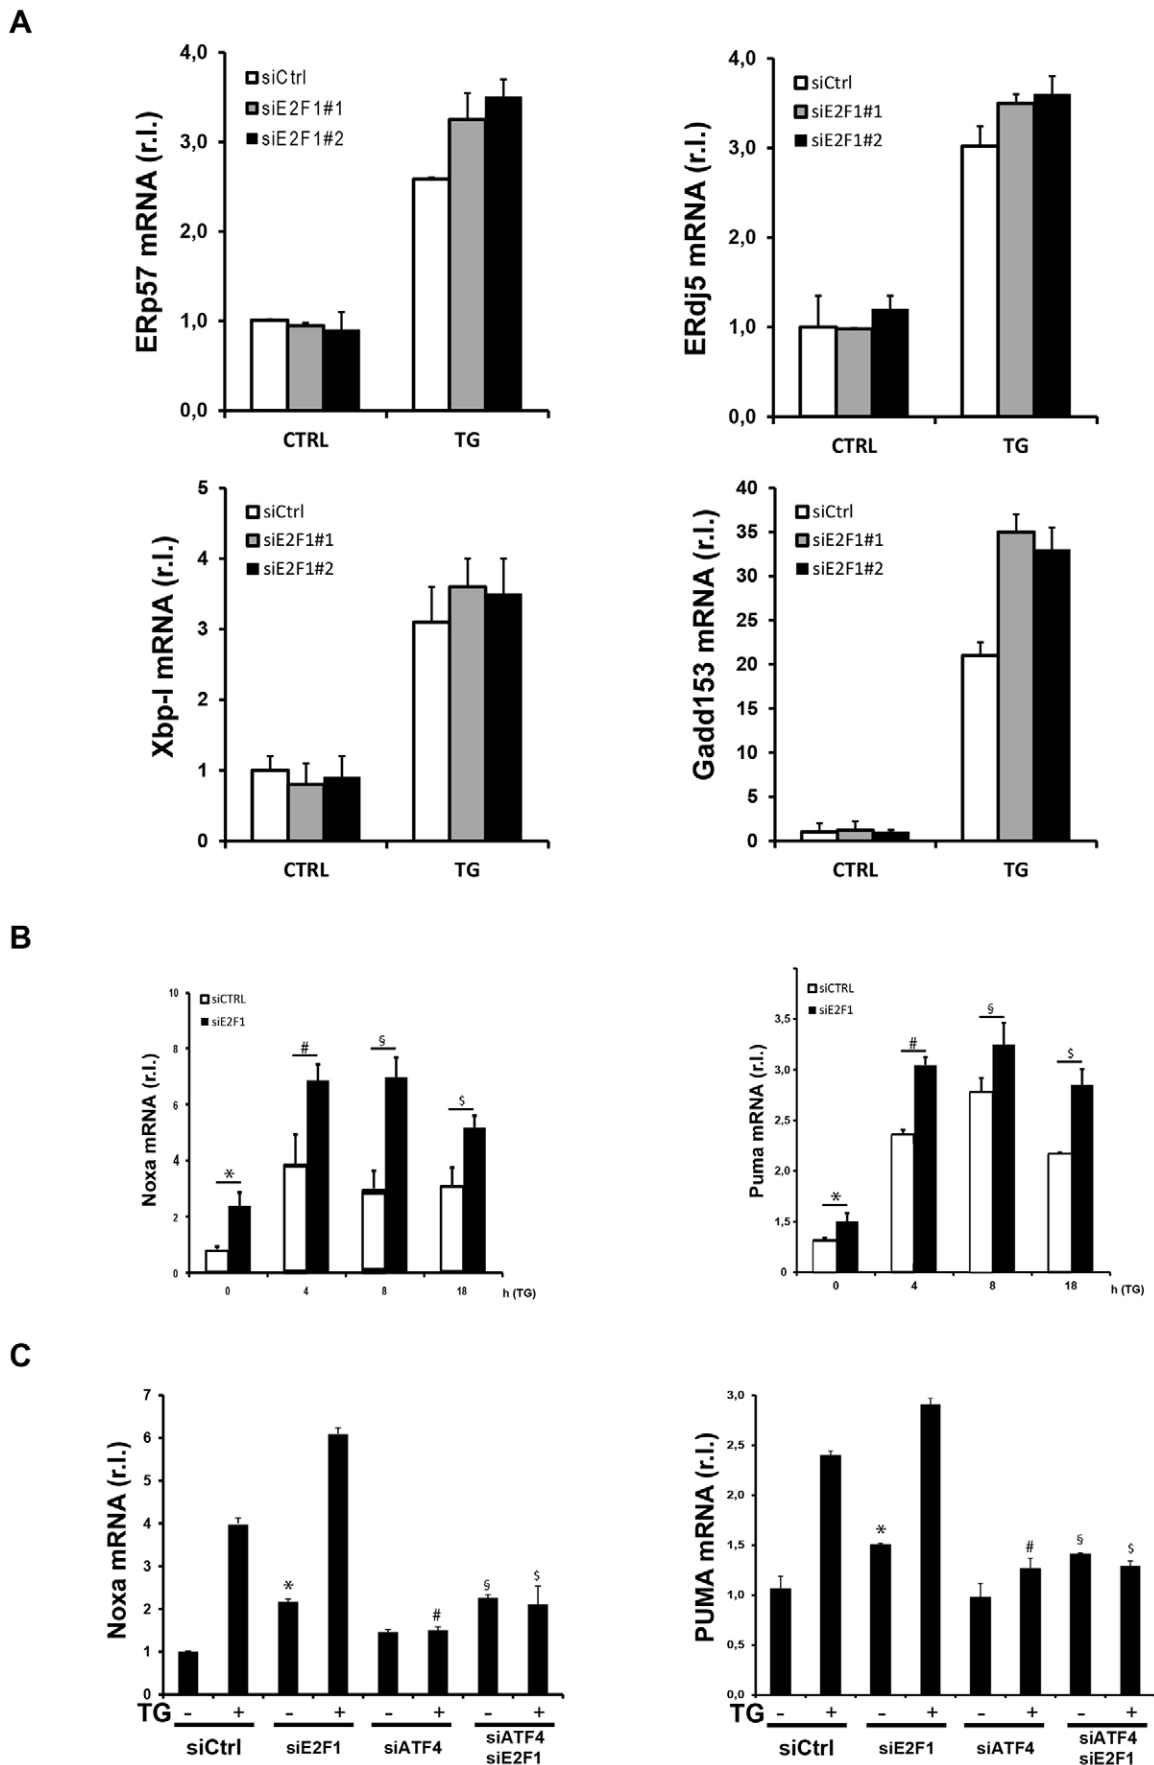 A
ERp57 mRNA (r.l.)
4,0
3,0
2,0
1,0
0,0
siCtrl
siE2F1#1
siE2F1#2
CTRL
TG
ERdj5 mRNA (r.l.)
4,0
3,0
2,0
1,0
0,0
siCtrl
siE2F1#1
siE2F1#2
CTRL
TG
Xbp-I mRNA (r.l.)
5
4
3
2
1
0
siCtrl
siE2F1#1
siE2F1#2
CTRL
TG
Gadd153 mRNA (r.l.)
40
35
30
25
20
15
10
5
0
siCtrl
siE2F1#1
siE2F1#2
CTRL
TG
B
Noxa mRNA (r.l.)
10
8
6
4
2
0
siCTRL
siE2F1
*
#
§
$
0 4 8 18 h (TG)
Puma mRNA (r.l.)
3,5
3,0
2,5
2,0
1,5
0
siCTRL
siE2F1
*
#
§
$
0 4 8 18 h (TG)
C
Noxa mRNA (r.l.)
7
6
5
4
3
2
1
0
*
#
§
$
TG - + - + - + - +
siCtrl siE2F1 siATF4 siATF4
siE2F1
PUMA mRNA (r.l.)
3,0
2,5
2,0
1,5
1,0
0,5
0,0
*
#
§
$
TG - + - + - + - +
siCtrl siE2F1 siATF4 siATF4
siE2F1